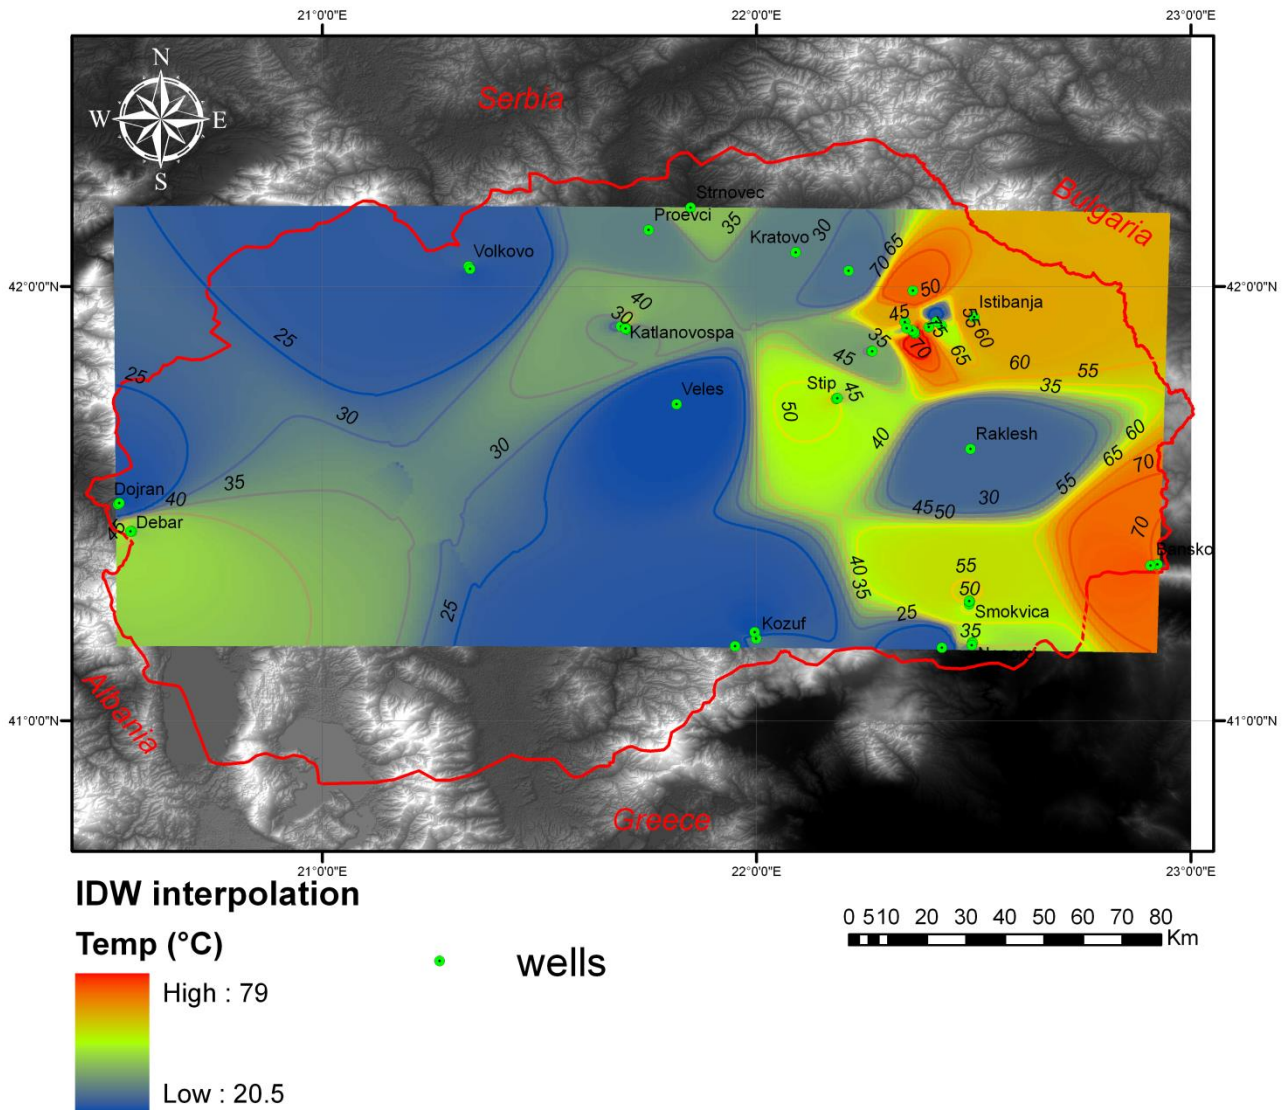 21°0'0"E 22°0'0"E 23°0'0"E
N
W E
S
Serbia
Bulgaria
Strnovec
35
Proevci
Kratovo
30
65
70
Volkovo
42°0'0"N 42°0'0"N
50
Istibanja
40
30
45
75
55
60
65
Katlanovospa
35
70
45
60
55
35
25
25
Stip
45
Veles
50
30
30
40
Raklesh
60
65
70
55
35
40
Dojran
45
Debar
30
45
50
70
Bansko
40
35
55
50
Smokvica
25
25
35
Kozuf
Albania
41°0'0"N 41°0'0"N
Greece
21°0'0"E 22°0'0"E 23°0'0"E
IDW interpolation
Temp (°C)
High : 79
Low : 20.5
wells
0 5 10 20 30 40 50 60 70 80
Km